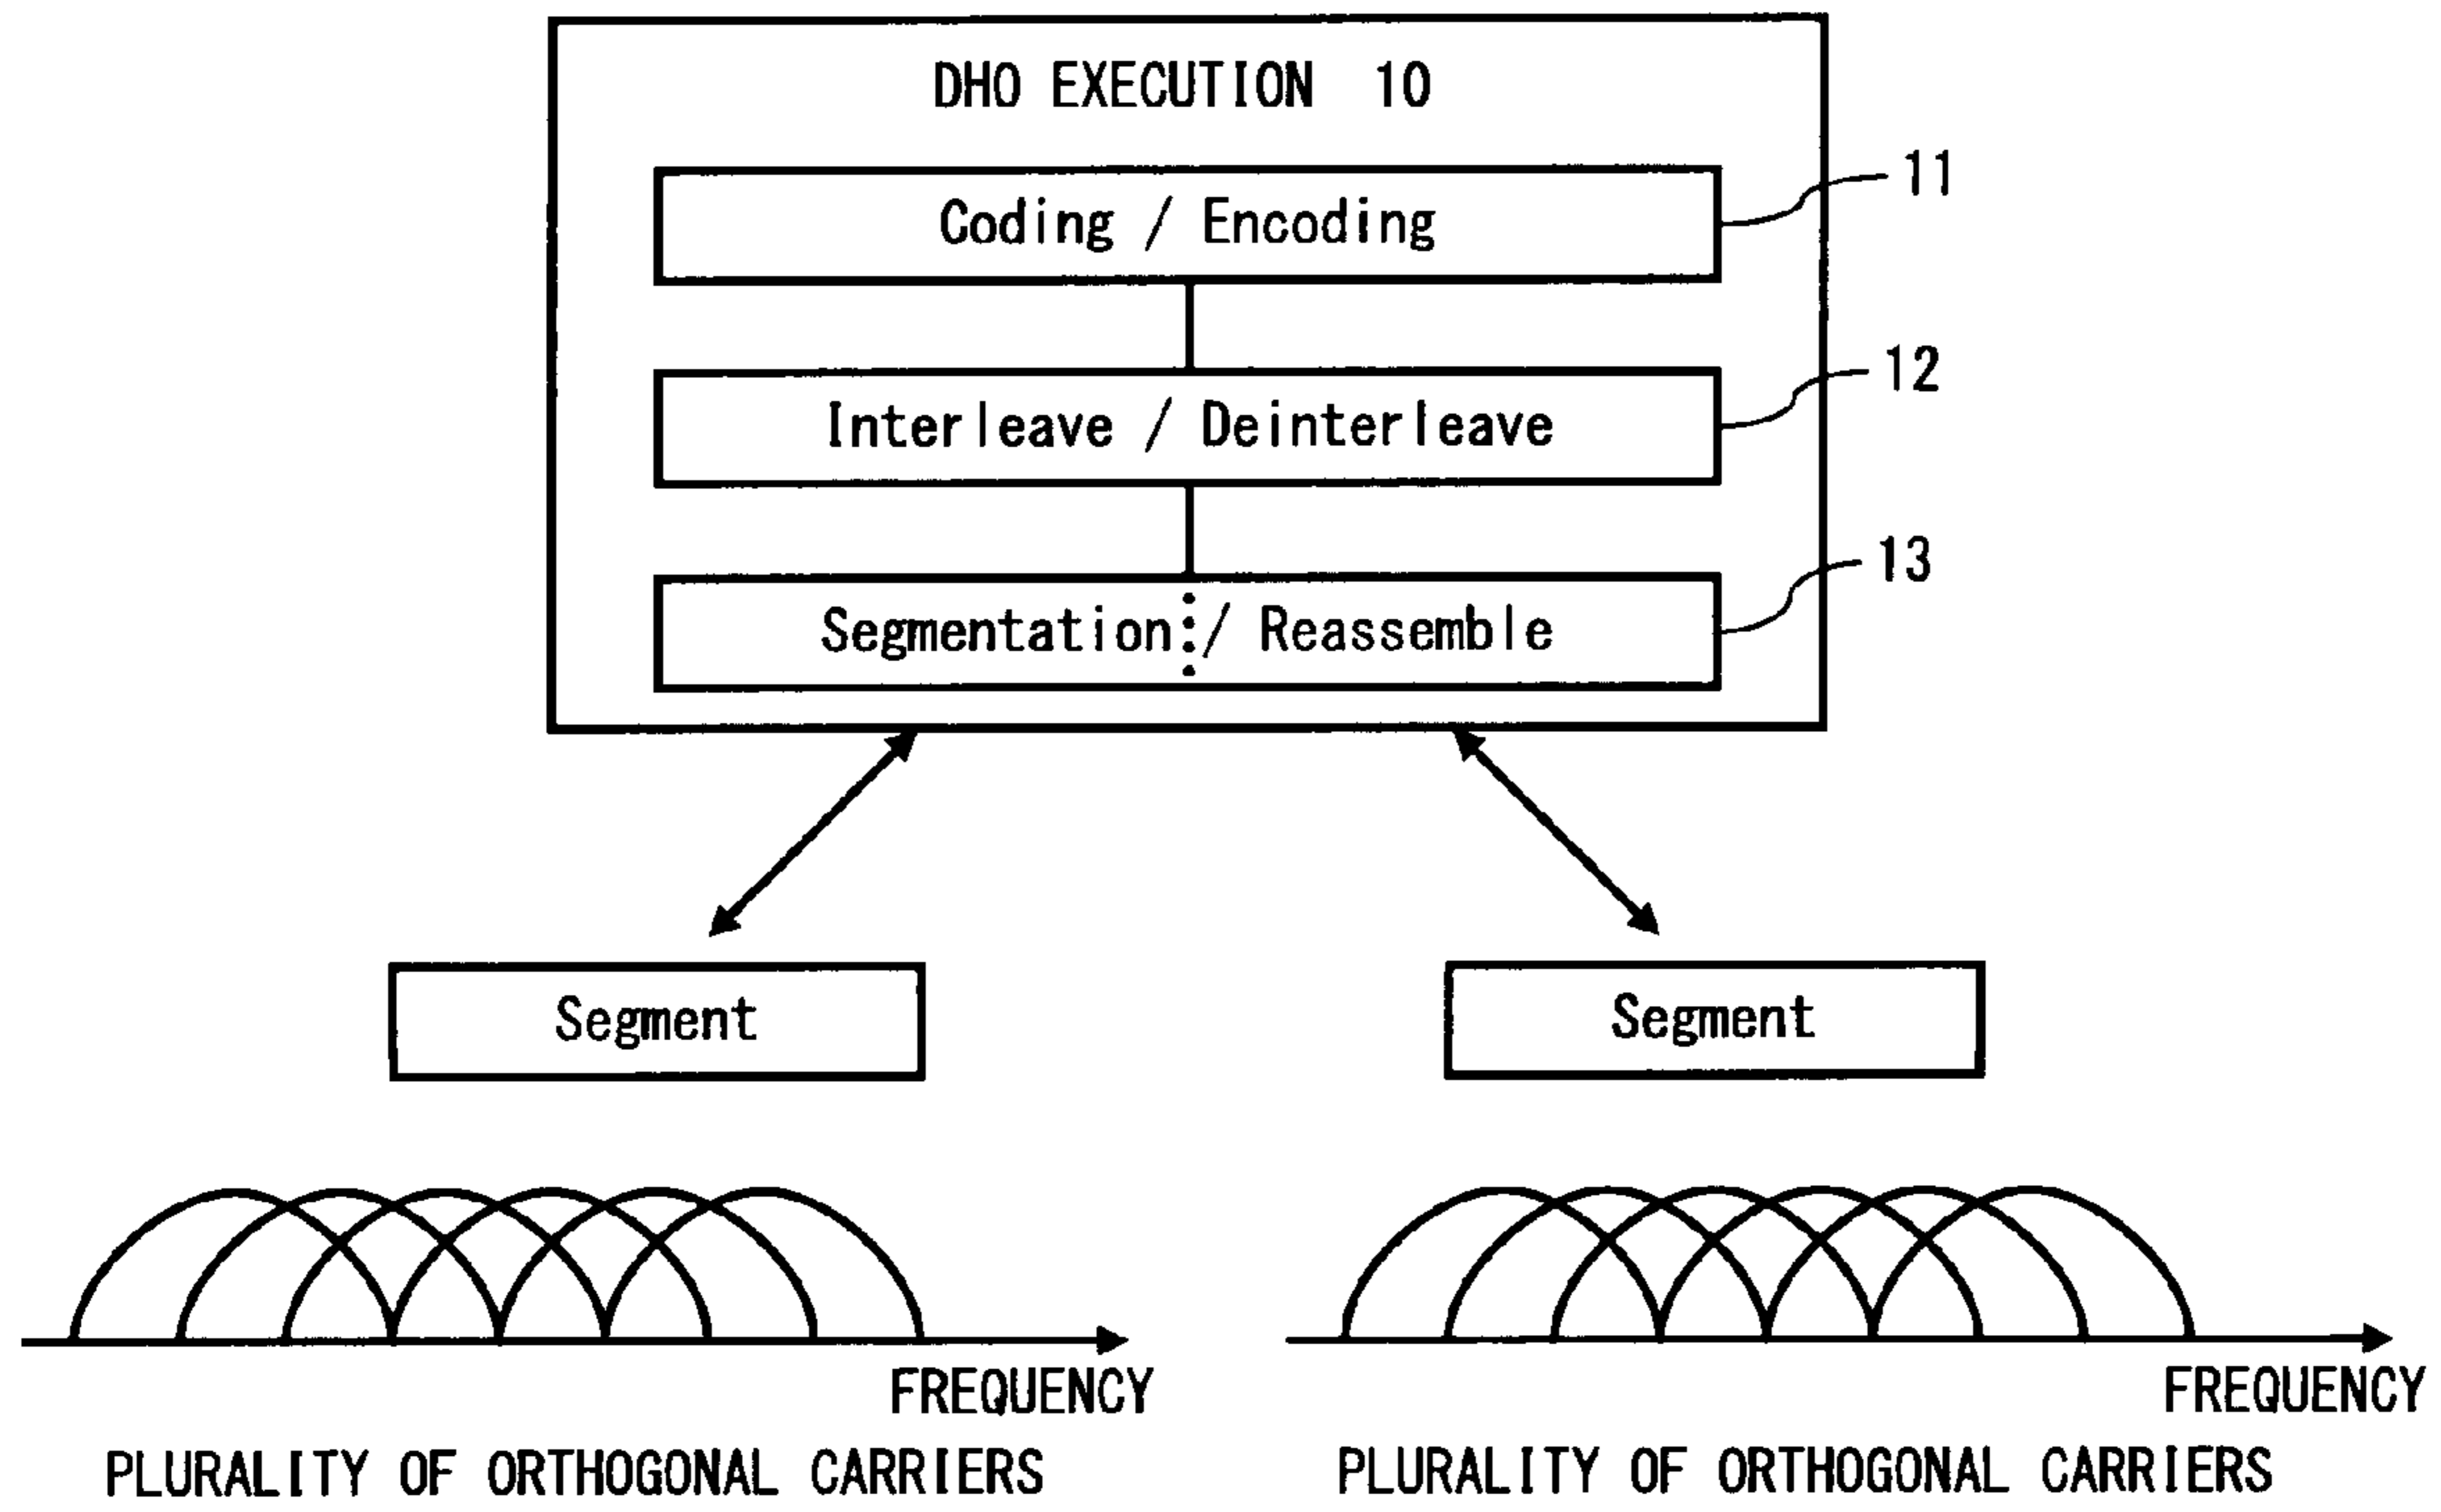 DHO EXECUTION 10
Coding / Encoding
11
Interleave / Deinterleave
12
Segmentation / Reassemble
13
Segment
Segment
FREQUENCY
FREQUENCY
PLURALITY OF ORTHOGONAL CARRIERS
PLURALITY OF ORTHOGONAL CARRIERS